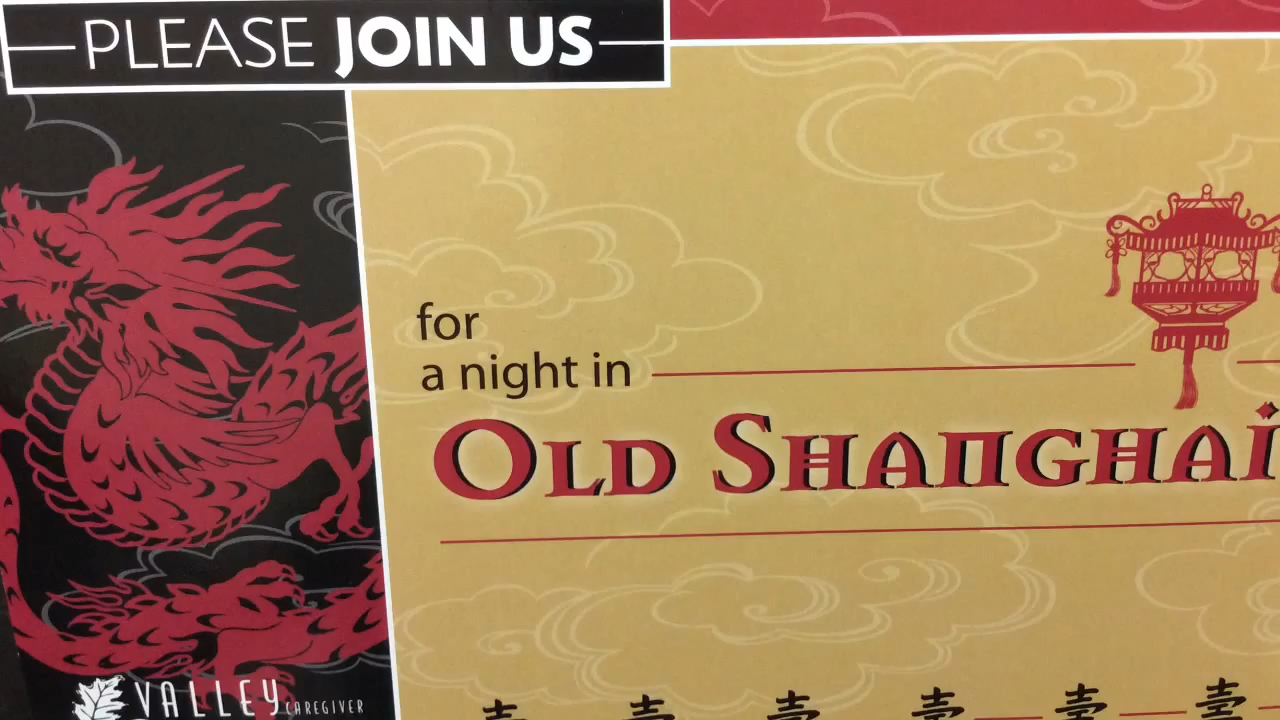 PLEASE JOIN US
for
a night in
OLD SHANGHAI
VALLEY CAREGIVER